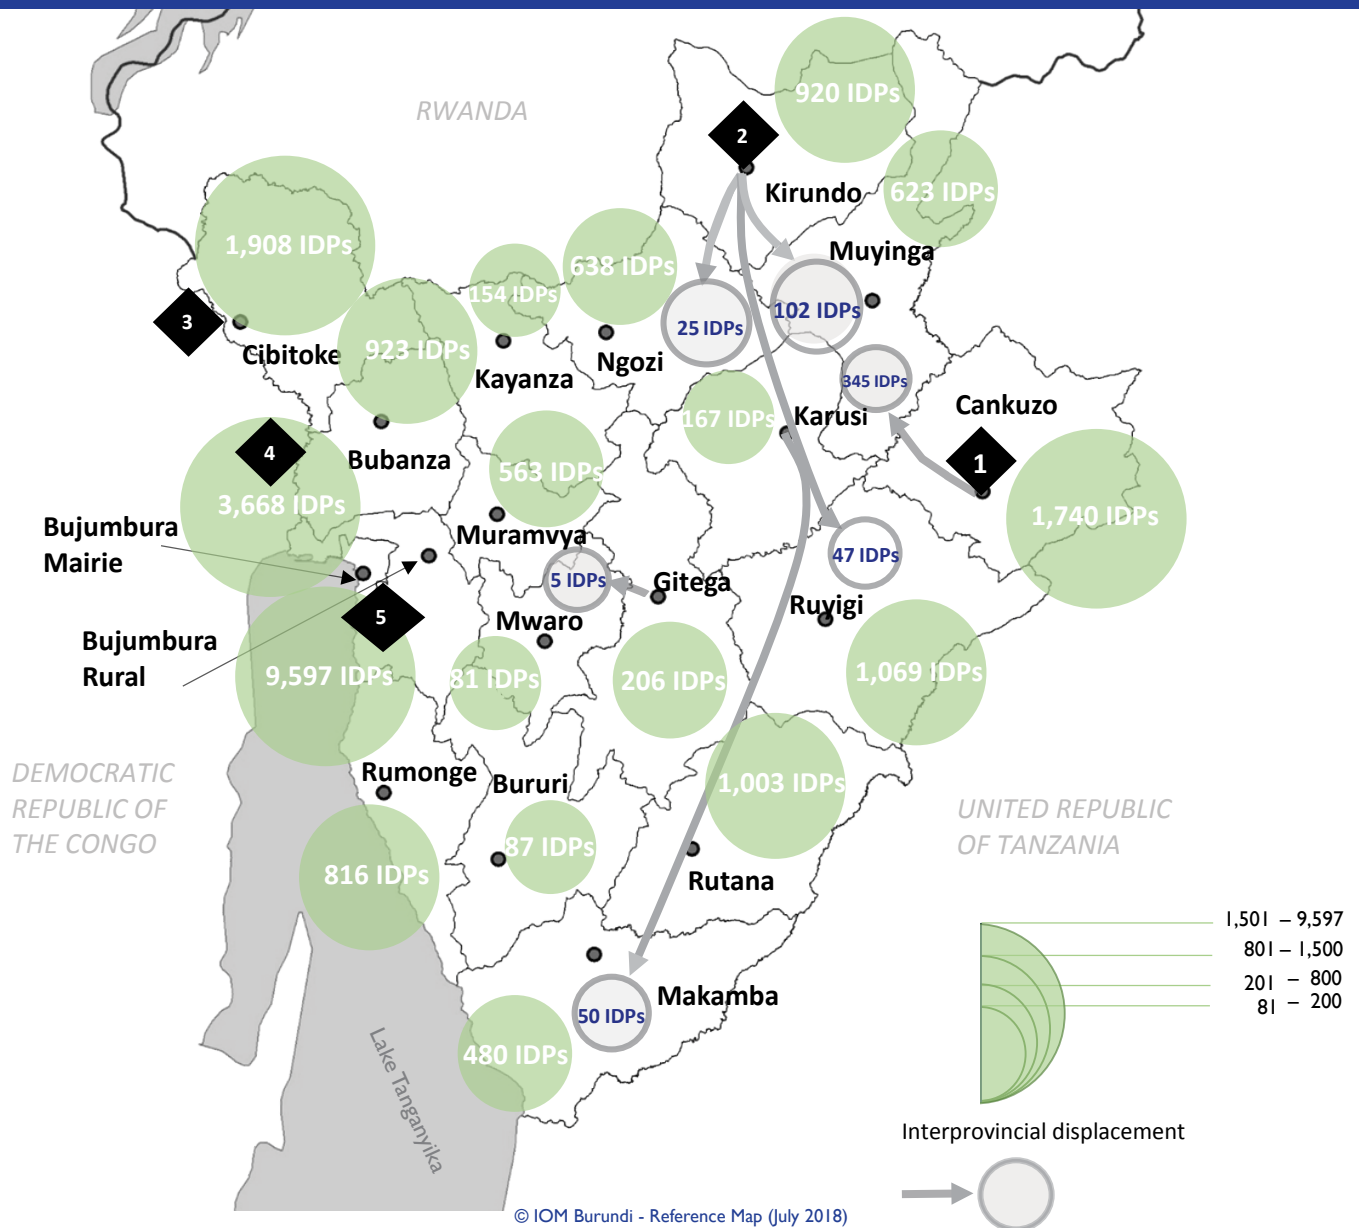 RWANDA
920 IDPs
2
Kirundo
623 IDPs
1,908 IDPs
638 IDPs
Muyinga
154 IDPs
3
25 IDPs
102 IDPs
Cibitoke
923 IDPs
Ngozi
Kayanza
345 IDPs
Cankuzo
167 IDPs
Karusi
4
Bubanza
563 IDPs
1
3,668 IDPs
1,740 IDPs
Bujumbura
Mairie
Muramvya
47 IDPs
5 IDPs
Gitega
Ruyigi
5
Mwaro
Bujumbura
Rural
9,597 IDPs
81 IDPs
206 IDPs
1,069 IDPs
DEMOCRATIC
REPUBLIC OF
THE CONGO
Rumonge
Bururi
1,003 IDPs
UNITED REPUBLIC
OF TANZANIA
87 IDPs
816 IDPs
Rutana
1,501 – 9,597
801 – 1,500
201 – 800
81 – 200
Makamba
50 IDPs
480 IDPs
Lake Tanganyika
Interprovincial displacement
© IOM Burundi - Reference Map (July 2018)